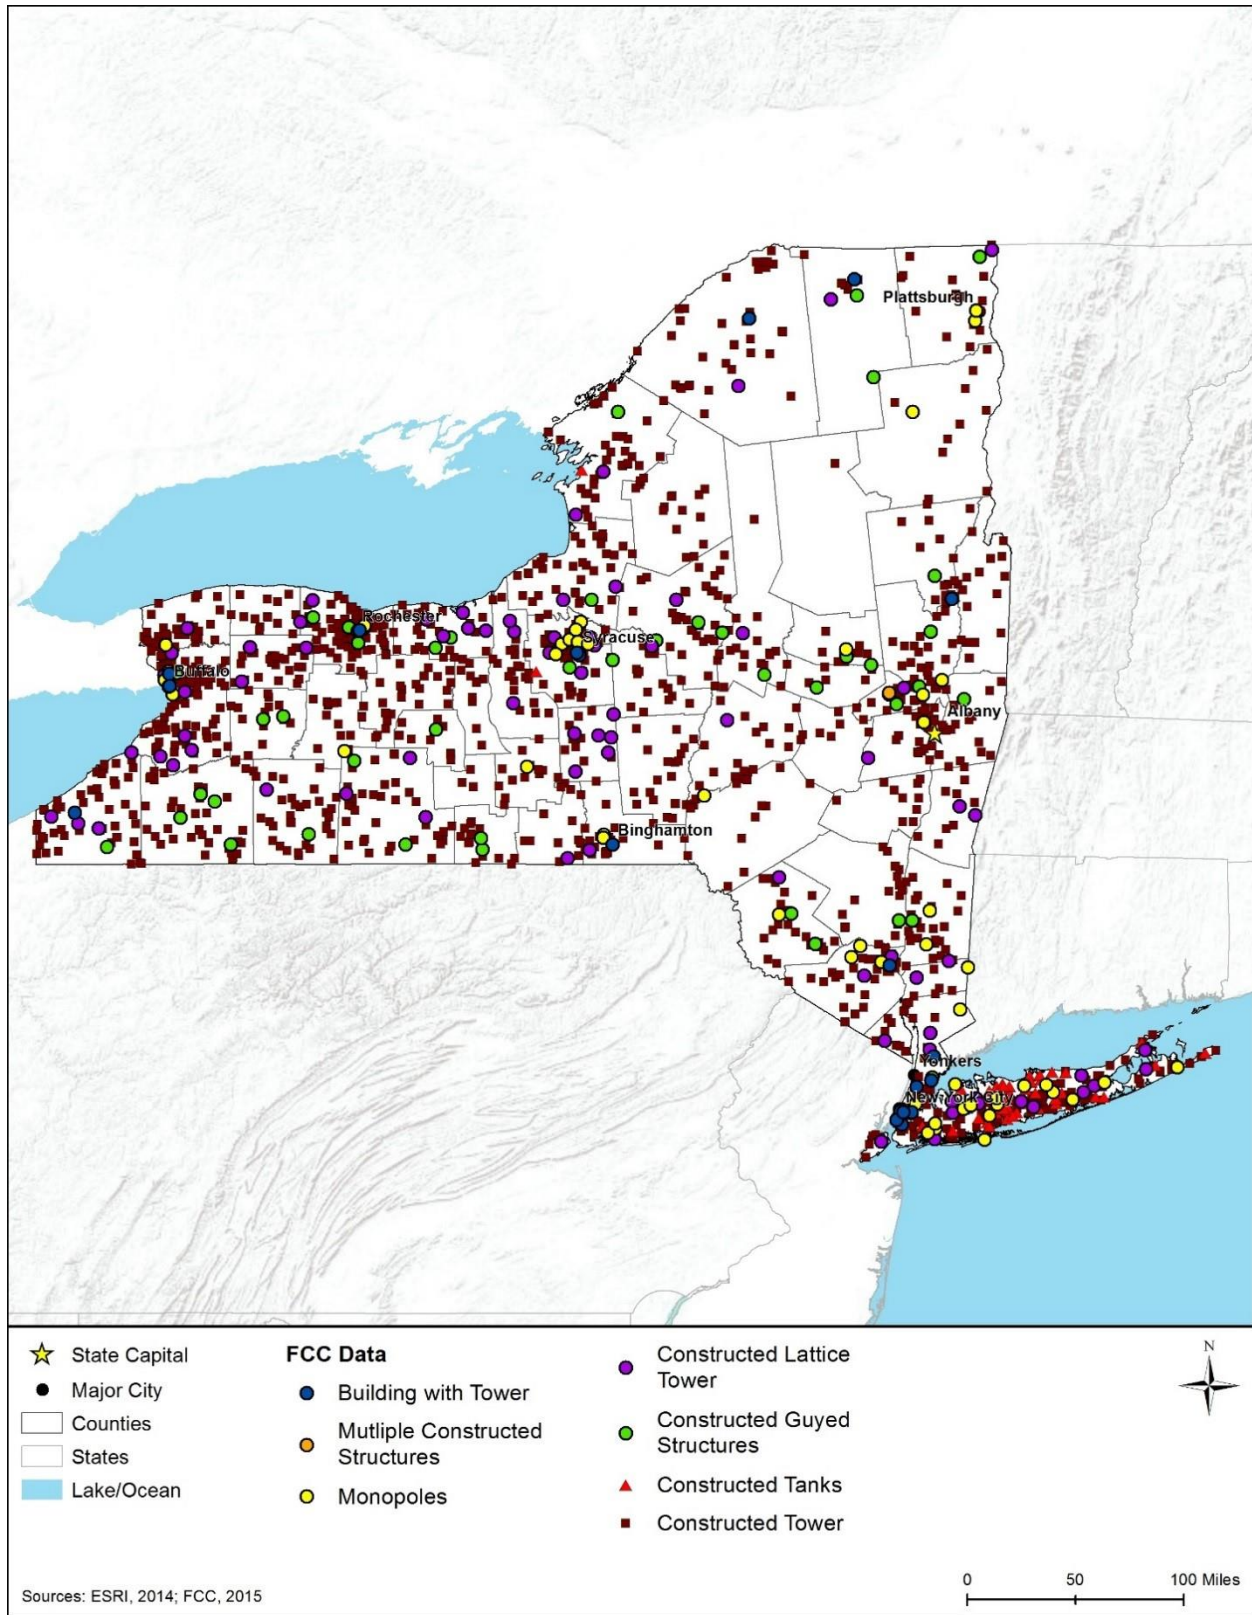 Plattsburgh
Rochester
Syracuse
Buffalo
Albany
Binghamton
Yonkers
New York City
State Capital
Major City
Counties
States
Lake/Ocean
FCC Data
Building with Tower
Mutliple Constructed
Structures
Monopoles
Constructed Lattice
Tower
Constructed Guyed
Structures
Constructed Tanks
Constructed Tower
N
0 50 100 Miles
Sources: ESRI, 2014; FCC, 2015